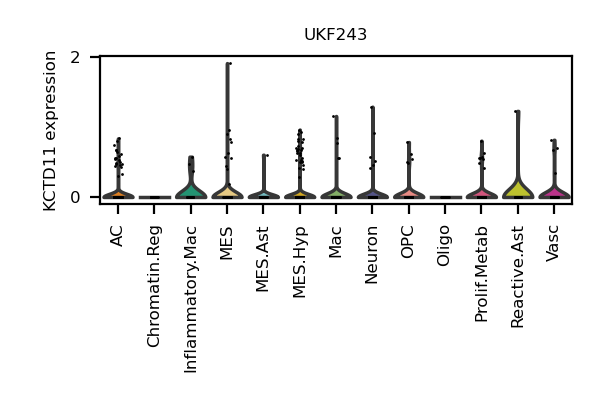 UKF243
KCTD11 expression
2
0
AC
Chromatin.Reg
Inflammatory.Mac
MES
MES.Ast
MES.Hyp
Mac
Neuron
OPC
Oligo
Prolif.Metab
Reactive.Ast
Vasc